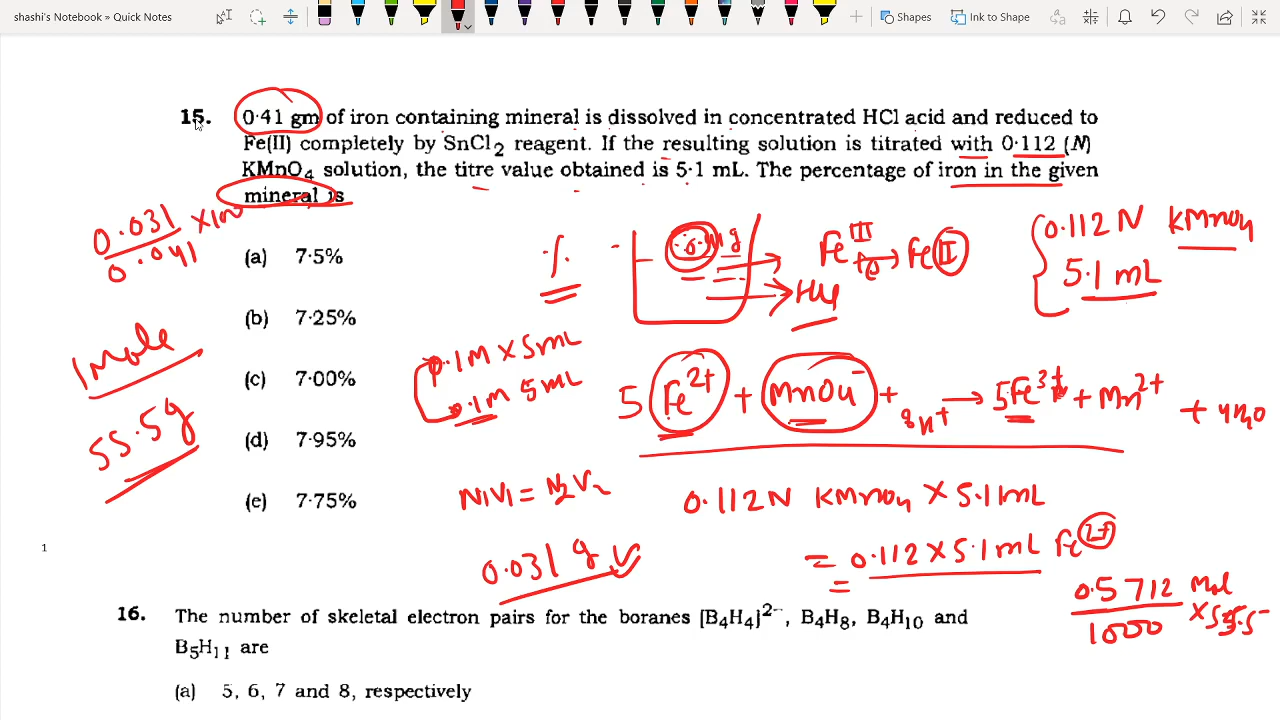 shashi's Notebook » Quick Notes
Shapes
Ink to Shape
15. 0·41 gm of iron containing mineral is dissolved in concentrated HCl acid and reduced to
Fe(II) completely by SnCl2 reagent. If the resulting solution is titrated with 0·112 (N)
KMnO4 solution, the titre value obtained is 5·1 mL. The percentage of iron in the given
mineral is
(a) 7·5%
(b) 7·25%
(c) 7·00%
(d) 7·95%
(e) 7·75%
0.031
0.041
1 mole
55.5g
%
Fe III
Fe II
0.112 N KMnO4
5.1 mL
0.1M x 5mL
0.1M 5mL
5 Fe2+ + MnO4- + 8H+ → 5Fe3+ + Mn2+ + 4H2O
N1V1 = N2V2
0.031 g
0.112N KMnO4 x 5.1mL
= 0.112 x 5.1mL Fe2+
=
0.5712 mol
1000
1
16. The number of skeletal electron pairs for the boranes [B4H4]2-, B4H8, B4H10 and
B5H11 are
(a) 5, 6, 7 and 8, respectively